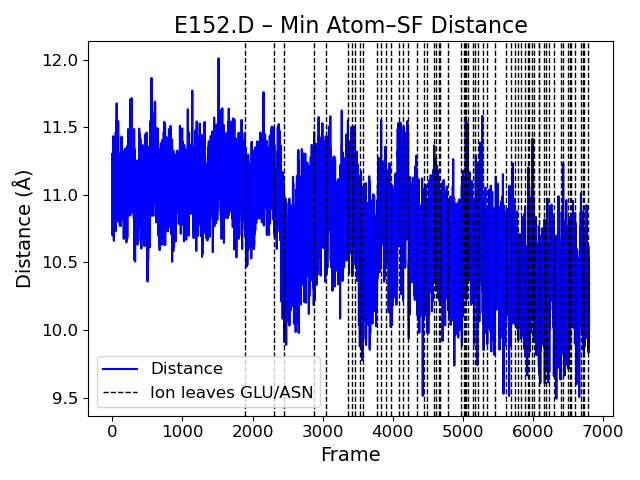 E152.D – Min Atom–SF Distance
12.0
11.5
11.0
10.5
10.0
9.5
Distance (Å)
Distance
Ion leaves GLU/ASN
0 1000 2000 3000 4000 5000 6000 7000
Frame